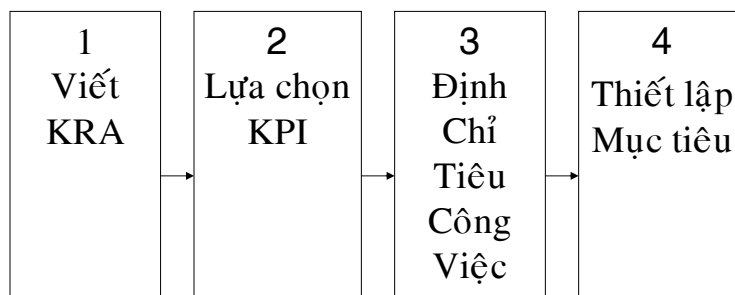 1
Viết
KRA
2
Lựa chọn
KPI
3
Định
Chỉ
Tiêu
Công
Việc
4
Thiết lập
Mục tiêu